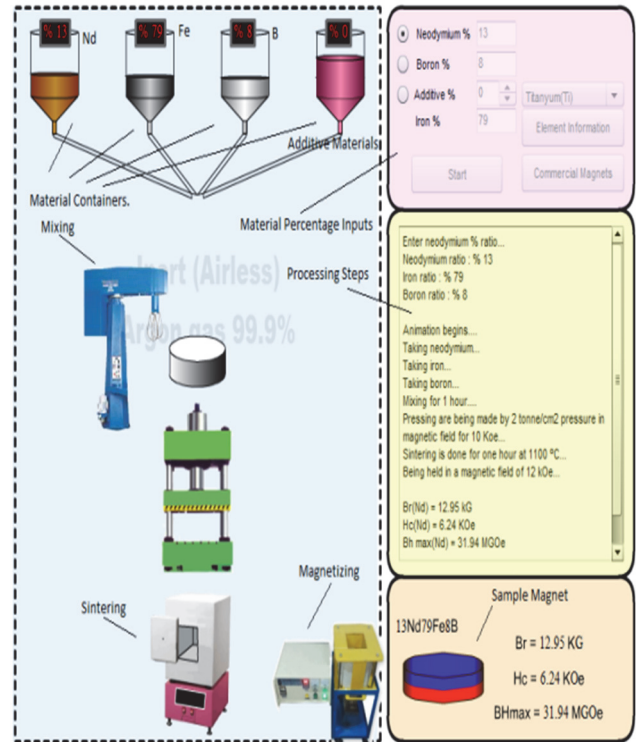 % 13
Nd
% 79
Fe
% 8
B
% 0
Additive Materials
Material Containers.
Material Percentage Inputs
Mixing
Inert (Airless)
Argon gas 99.9%
Processing Steps
Sintering
Magnetizing
Neodymium % 13
Boron % 8
Additive % 0 Titanyum(Ti)
Iron % 79 Element Information
Start Commercial Magnets
Enter neodymium % ratio...
Neodymium ratio : % 13
Iron ratio : % 79
Boron ratio : % 8
Animation begins....
Taking neodymium...
Taking iron...
Taking boron...
Mixing for 1 hour....
Pressing are being made by 2 tonne/cm2 pressure in
magnetic field for 10 Koe...
Sintering is done for one hour at 1100 ºC...
Being held in a magnetic field of 12 kOe...
Br(Nd) = 12.95 kG
Hc(Nd) = 6.24 KOe
Bh max(Nd) = 31.94 MGOe
Sample Magnet
13Nd79Fe8B
Br = 12.95 KG
Hc = 6.24 KOe
BHmax = 31.94 MGOe